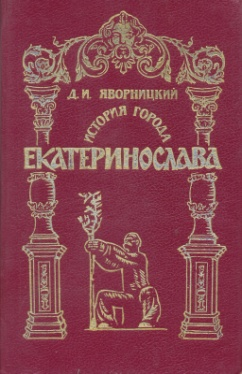 Д. И. ЯВОРНИЦКИЙ
ИСТОРИЯ ГОРОДА
ЕКАТЕРИНОСЛАВА